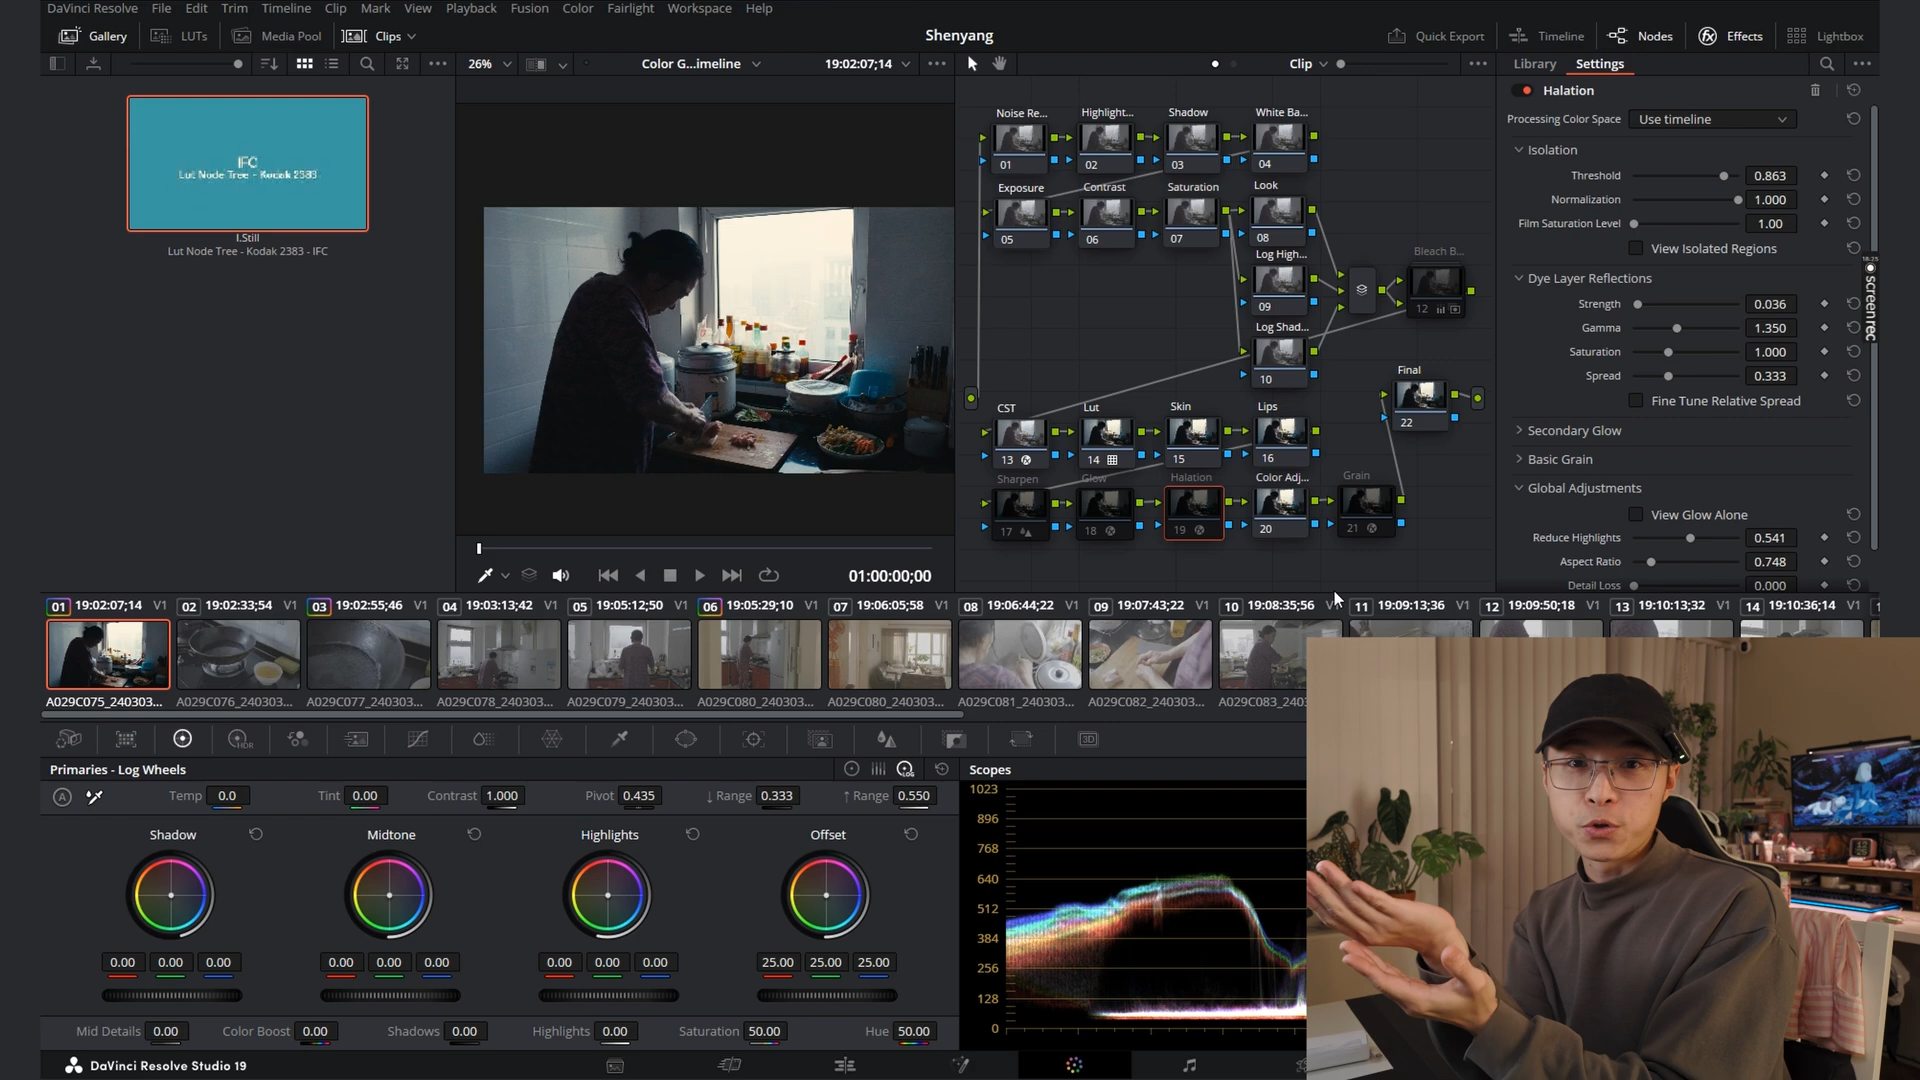 DaVinci Resolve File Edit Trim Timeline Clip Mark View Playback Fusion Color Fairlight Workspace Help
Gallery LUTs Media Pool Clips Shenyang Quick Export Timeline Nodes Effects Lightbox
26% Color G...imeline 19:02:07;14 Clip Library Settings
Halation
Processing Color Space Use timeline
Isolation
Threshold 0.863
Normalization 1.000
Film Saturation Level 1.00
View Isolated Regions
Dye Layer Reflections
Strength 0.036
Gamma 1.350
Saturation 1.000
Spread 0.333
Fine Tune Relative Spread
Secondary Glow
Basic Grain
Global Adjustments
View Glow Alone
Reduce Highlights 0.541
Aspect Ratio 0.748
Detail Loss 0.000
18:25
screen rec
IFC
Lut Node Tree - Kodak 2383
I.Still
Lut Node Tree - Kodak 2383 - IFC
Noise Re... Highlight... Shadow White Ba...
01 02 03 04
Exposure Contrast Saturation Look
05 06 07 08
Log High... Bleach B...
09 12
Log Shad...
10
Final
22
CST Lut Skin Lips
13 14 15 16
Sharpen Glow Halation Color Adj... Grain
17 18 19 20 21
01:00:00;00
01 19:02:07;14 V1 02 19:02:33;54 V1 03 19:02:55;46 V1 04 19:03:13;42 V1 05 19:05:12;50 V1 06 19:05:29;10 V1 07 19:06:05;58 V1 08 19:06:44;22 V1 09 19:07:43;22 V1 10 19:08:35;56 11 19:09:13;36 V1 12 19:09:50;18 V1 13 19:10:13;32 V1 14 19:10:36;14 V1
A029C075_240303... A029C076_240303... A029C077_240303... A029C078_240303... A029C079_240303... A029C080_240303... A029C080_240303... A029C081_240303... A029C082_240303... A029C083_240
Primaries - Log Wheels Scopes
Temp 0.0 Tint 0.00 Contrast 1.000 Pivot 0.435 ↓ Range 0.333 ↑ Range 0.550
Shadow Midtone Highlights Offset
0.00 0.00 0.00 0.00 0.00 0.00 0.00 0.00 0.00 25.00 25.00 25.00
Mid Details 0.00 Color Boost 0.00 Shadows 0.00 Highlights 0.00 Saturation 50.00 Hue 50.00
1023
896
768
640
512
384
256
128
0
DaVinci Resolve Studio 19